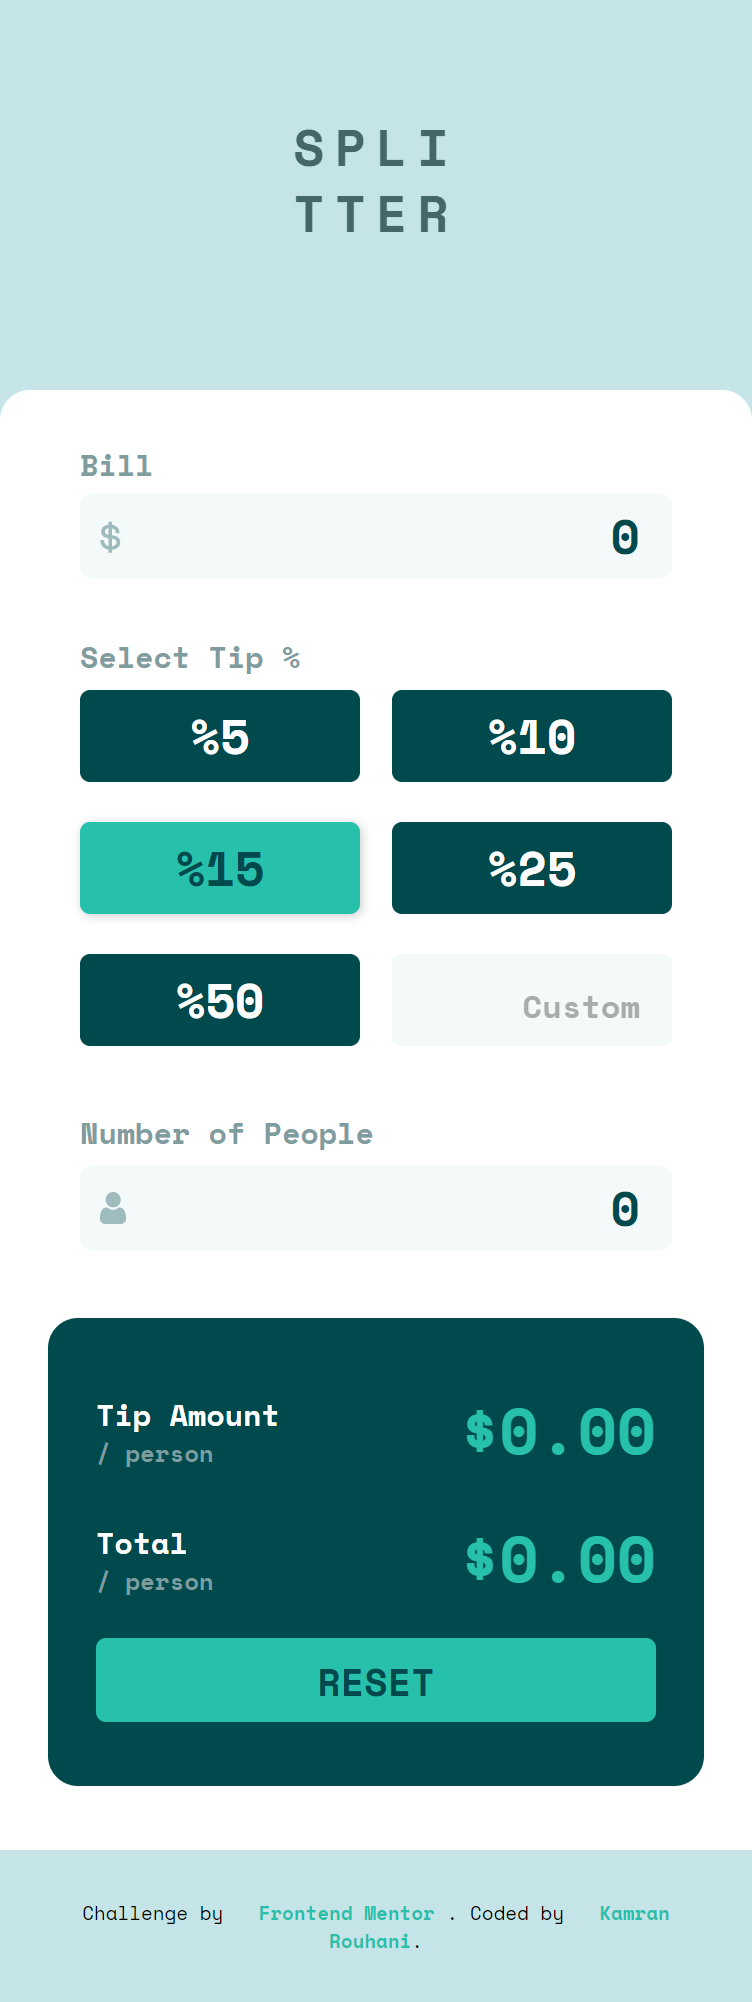 SPLI
TTER
Bill
$ 0
Select Tip %
%5 %10
%15 %25
%50 Custom
Number of People
0
Tip Amount $0.00
/ person
Total $0.00
/ person
RESET
Challenge by Frontend Mentor . Coded by Kamran
Rouhani.